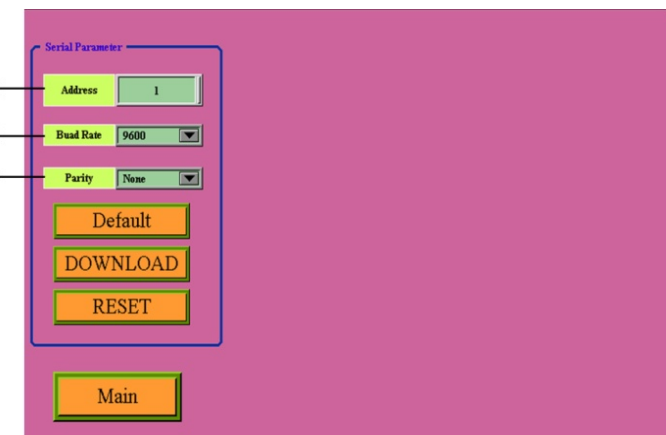 Serial Parameter
Address 1
Buad Rate 9600
Parity None
Default
DOWNLOAD
RESET
Main